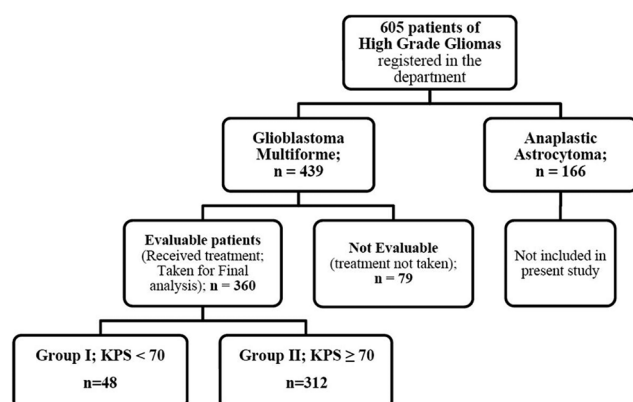 605 patients of
High Grade Gliomas
registered in the
department
Glioblastoma
Multiforme;
n = 439
Anaplastic
Astrocytoma;
n = 166
Evaluable patients
(Received treatment;
Taken for Final
analysis); n = 360
Not Evaluable
(treatment not taken);
n = 79
Not included in
present study
Group I; KPS < 70
n=48
Group II; KPS ≥ 70
n=312